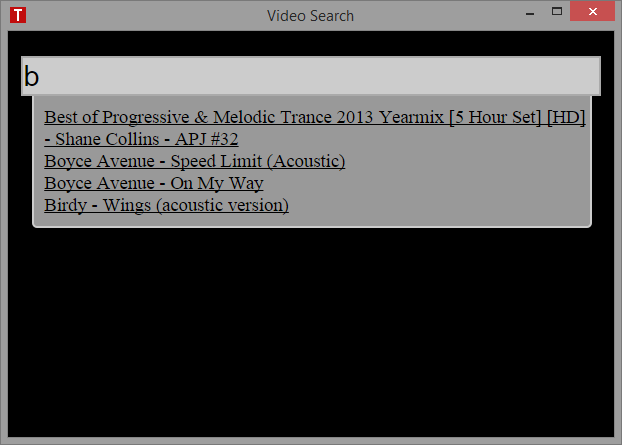 T Video Search
b
Best of Progressive & Melodic Trance 2013 Yearmix [5 Hour Set] [HD]
- Shane Collins - APJ #32
Boyce Avenue - Speed Limit (Acoustic)
Boyce Avenue - On My Way
Birdy - Wings (acoustic version)